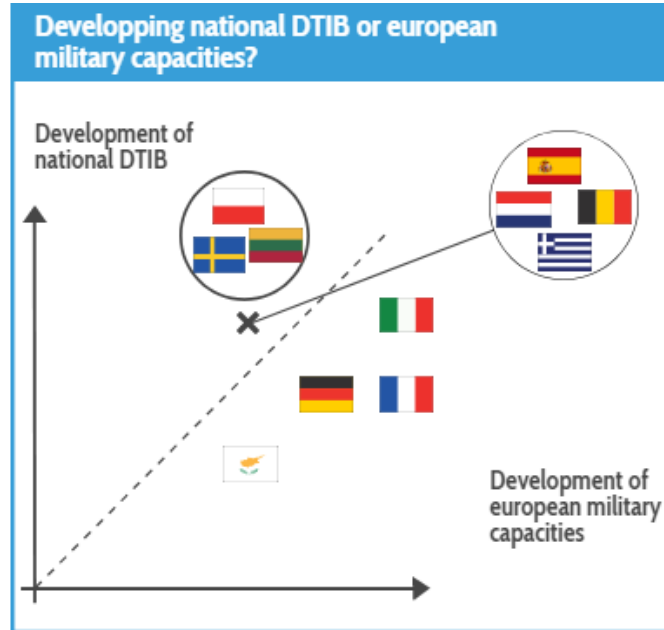 Developping national DTIB or european
military capacities?
Development of
national DTIB
Development of
european military
capacities